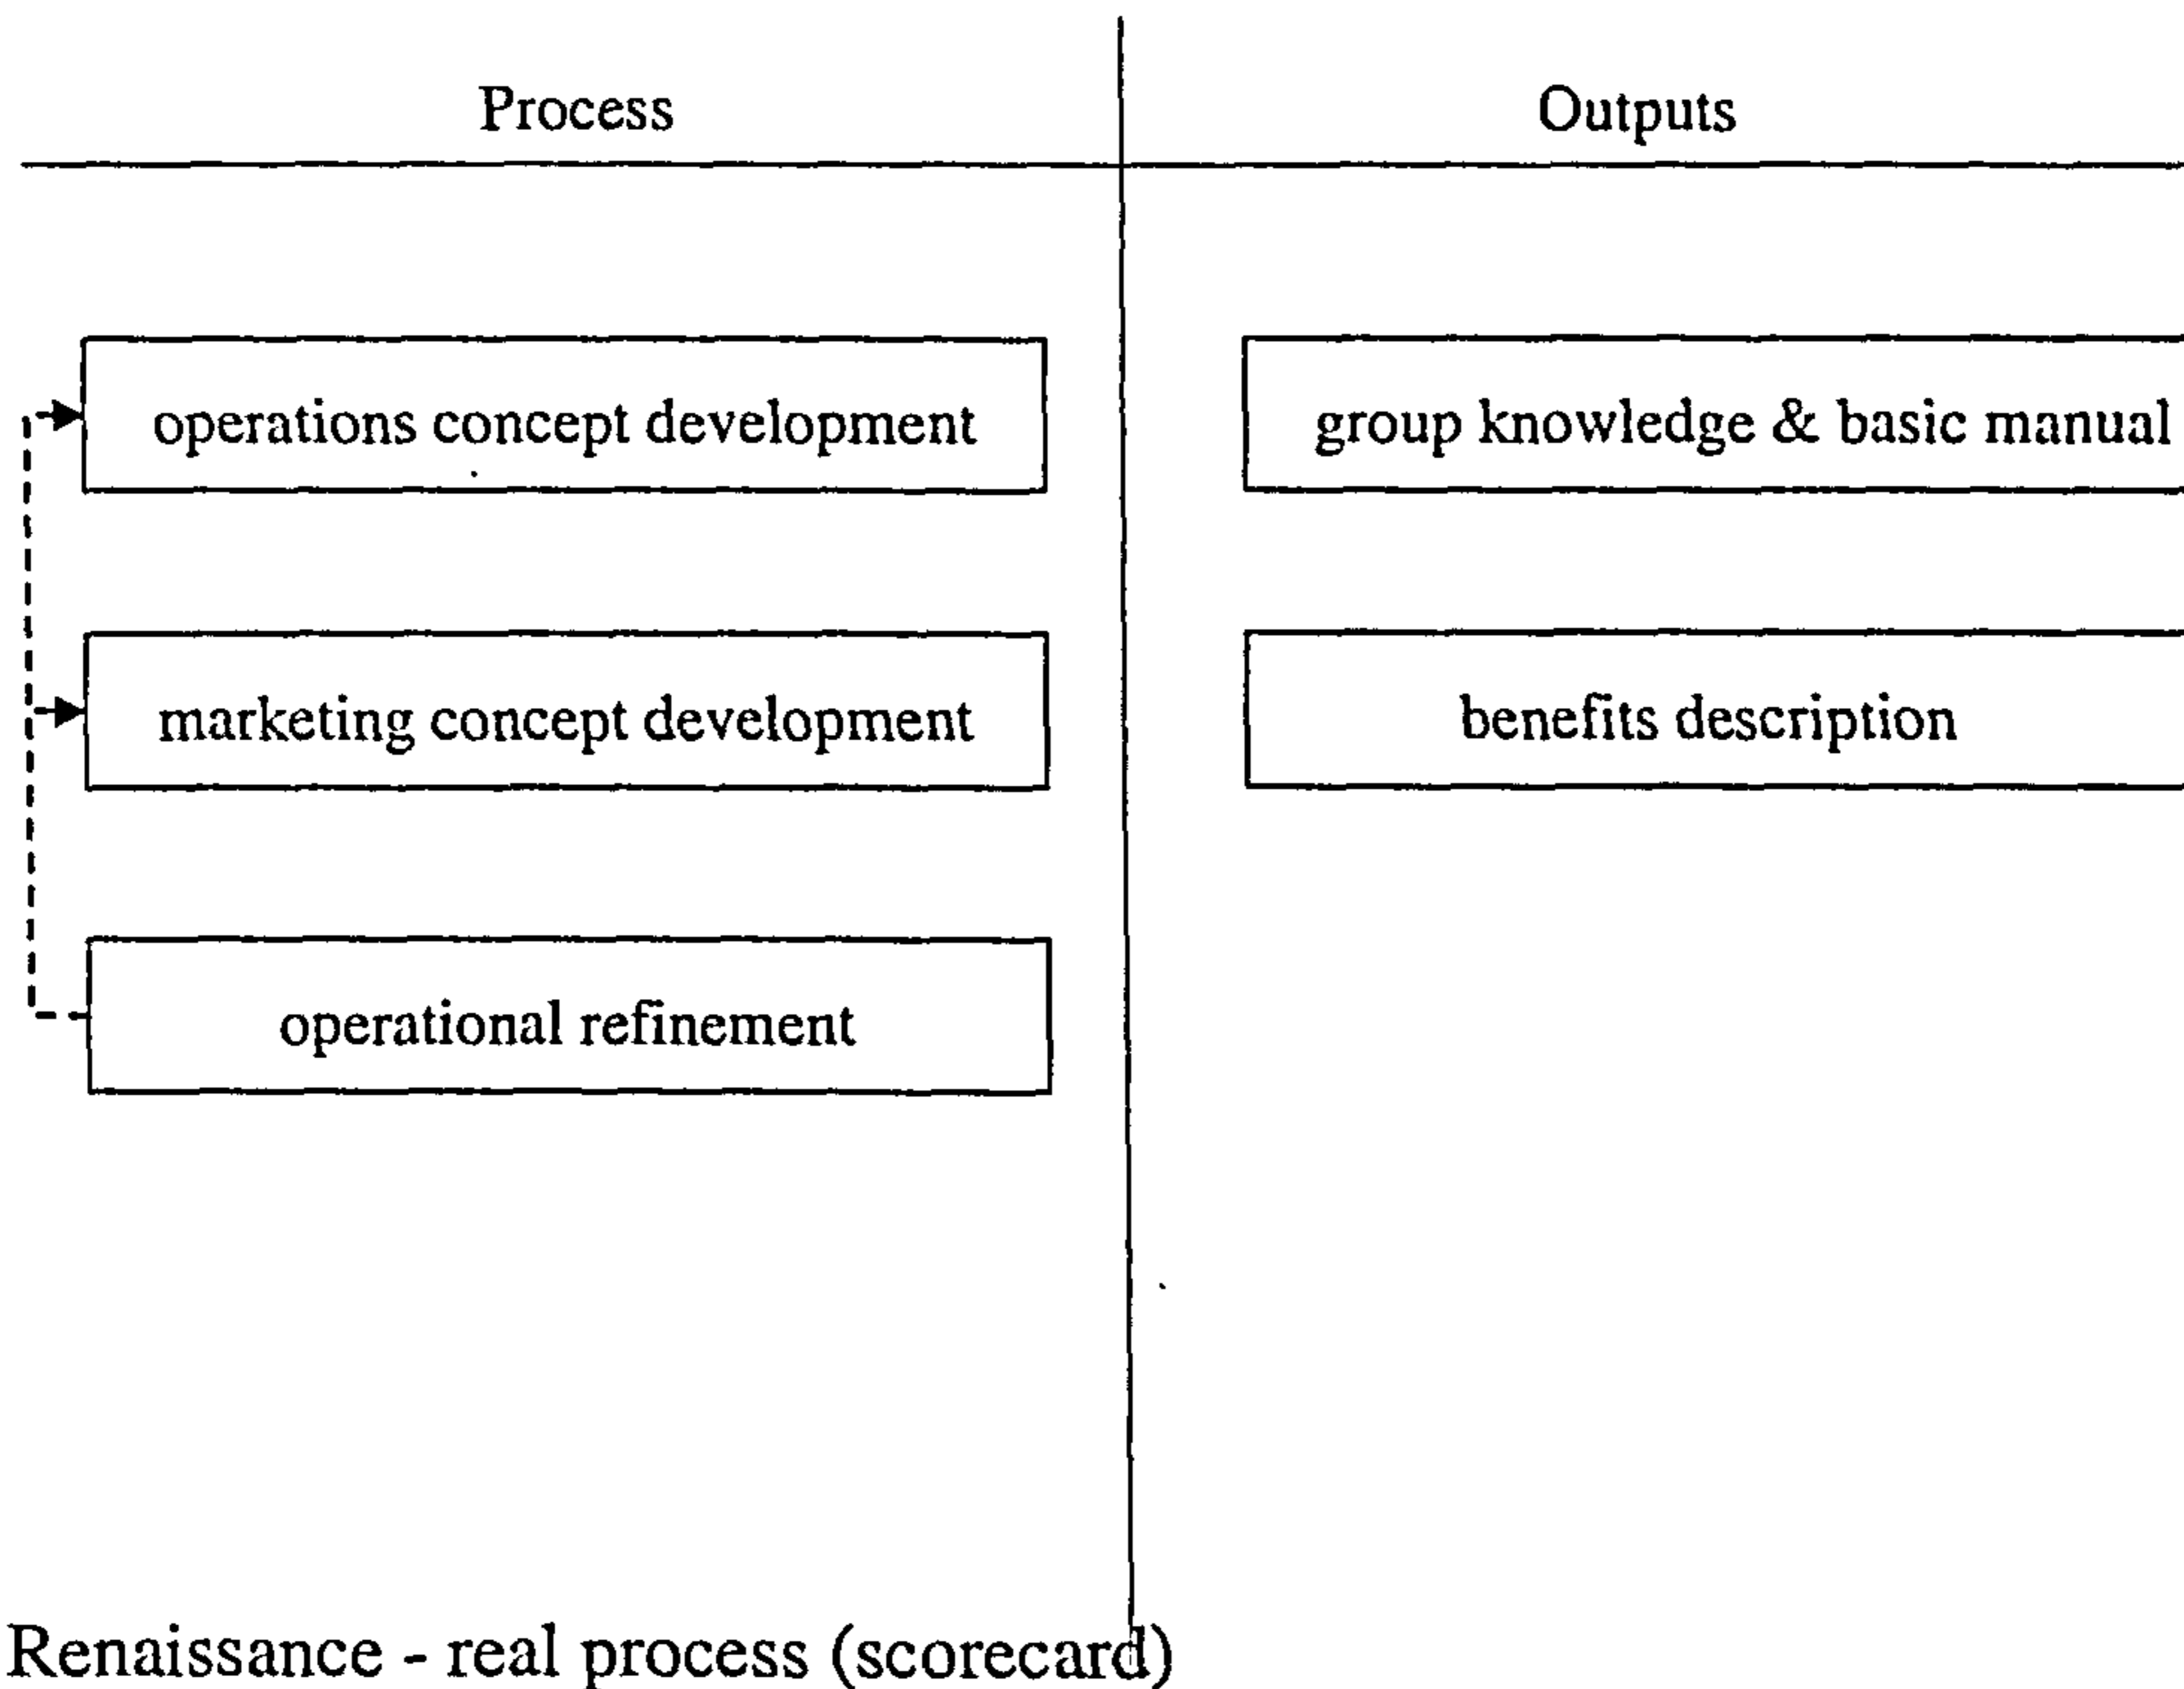 Process
Outputs
operations concept development
group knowledge & basic manual
marketing concept development
benefits description
operational refinement
Renaissance - real process (scorecard)